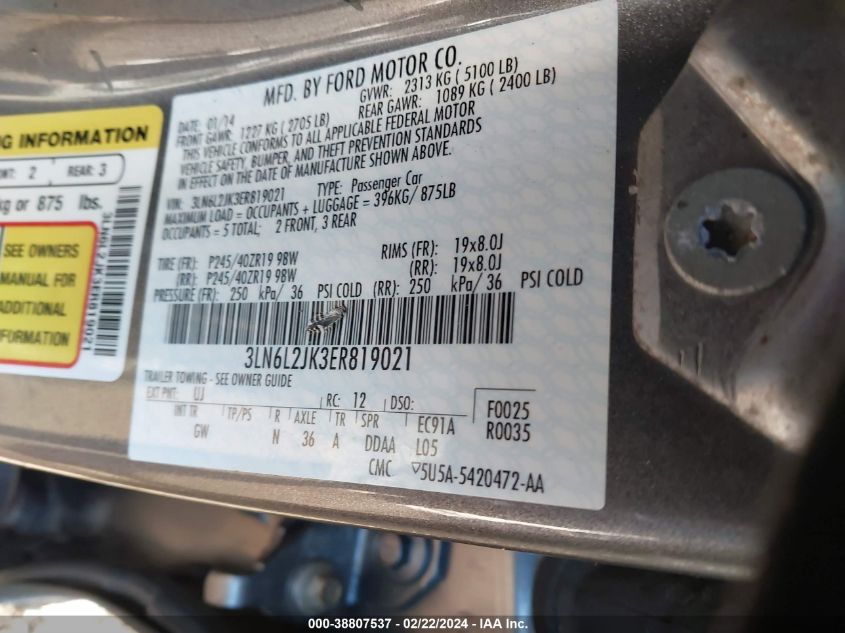 NG INFORMATION
ONT: 2 REAR: 3
kg or 875 lbs.
SEE OWNERS
MANUAL FOR
ADDITIONAL
INFORMATION
3LN6L2JK3ER819021
MFD. BY FORD MOTOR CO.
DATE: 01/14 GVWR: 2313 KG ( 5100 LB)
FRONT GAWR: 1227 KG ( 2705 LB) REAR GAWR: 1089 KG ( 2400 LB)
THIS VEHICLE CONFORMS TO ALL APPLICABLE FEDERAL MOTOR
VEHICLE SAFETY, BUMPER, AND THEFT PREVENTION STANDARDS
IN EFFECT ON THE DATE OF MANUFACTURE SHOWN ABOVE.
VIN: 3LN6L2JK3ER819021 TYPE: Passenger Car
MAXIMUM LOAD = OCCUPANTS + LUGGAGE = 396KG/ 875LB
OCCUPANTS = 5 TOTAL; 2 FRONT, 3 REAR
TIRE (FR): P245/40ZR19 98W RIMS (FR): 19x8.0J
(RR): P245/40ZR19 98W (RR): 19x8.0J
PRESSURE (FR): 250 kPa/ 36 PSI COLD (RR): 250 kPa/ 36 PSI COLD
3LN6L2JK3ER819021
TRAILER TOWING - SEE OWNER GUIDE
EXT PNT: UJ RC: 12 DSO: F0025
INT TR TP/PS R AXLE TR SPR EC91A R0035
GW N 36 A DDAA L05
CMC 5U5A-5420472-AA
000-38807537 - 02/22/2024 - IAA Inc.